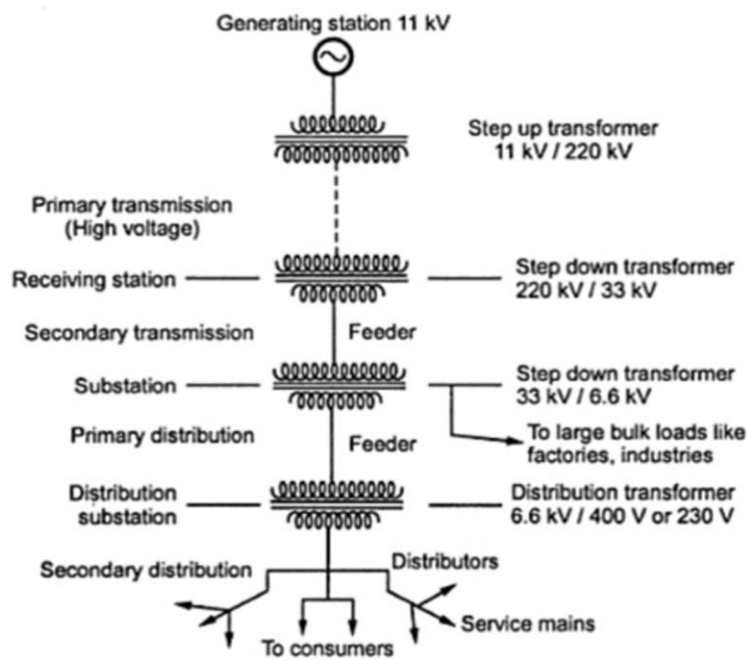 Generating station 11 kV
Step up transformer
11 kV / 220 kV
Primary transmission
(High voltage)
Receiving station
Step down transformer
220 kV / 33 kV
Secondary transmission
Feeder
Substation
Step down transformer
33 kV / 6.6 kV
To large bulk loads like
factories, industries
Primary distribution
Feeder
Distribution
substation
Distribution transformer
6.6 kV / 400 V or 230 V
Secondary distribution
Distributors
Service mains
To consumers